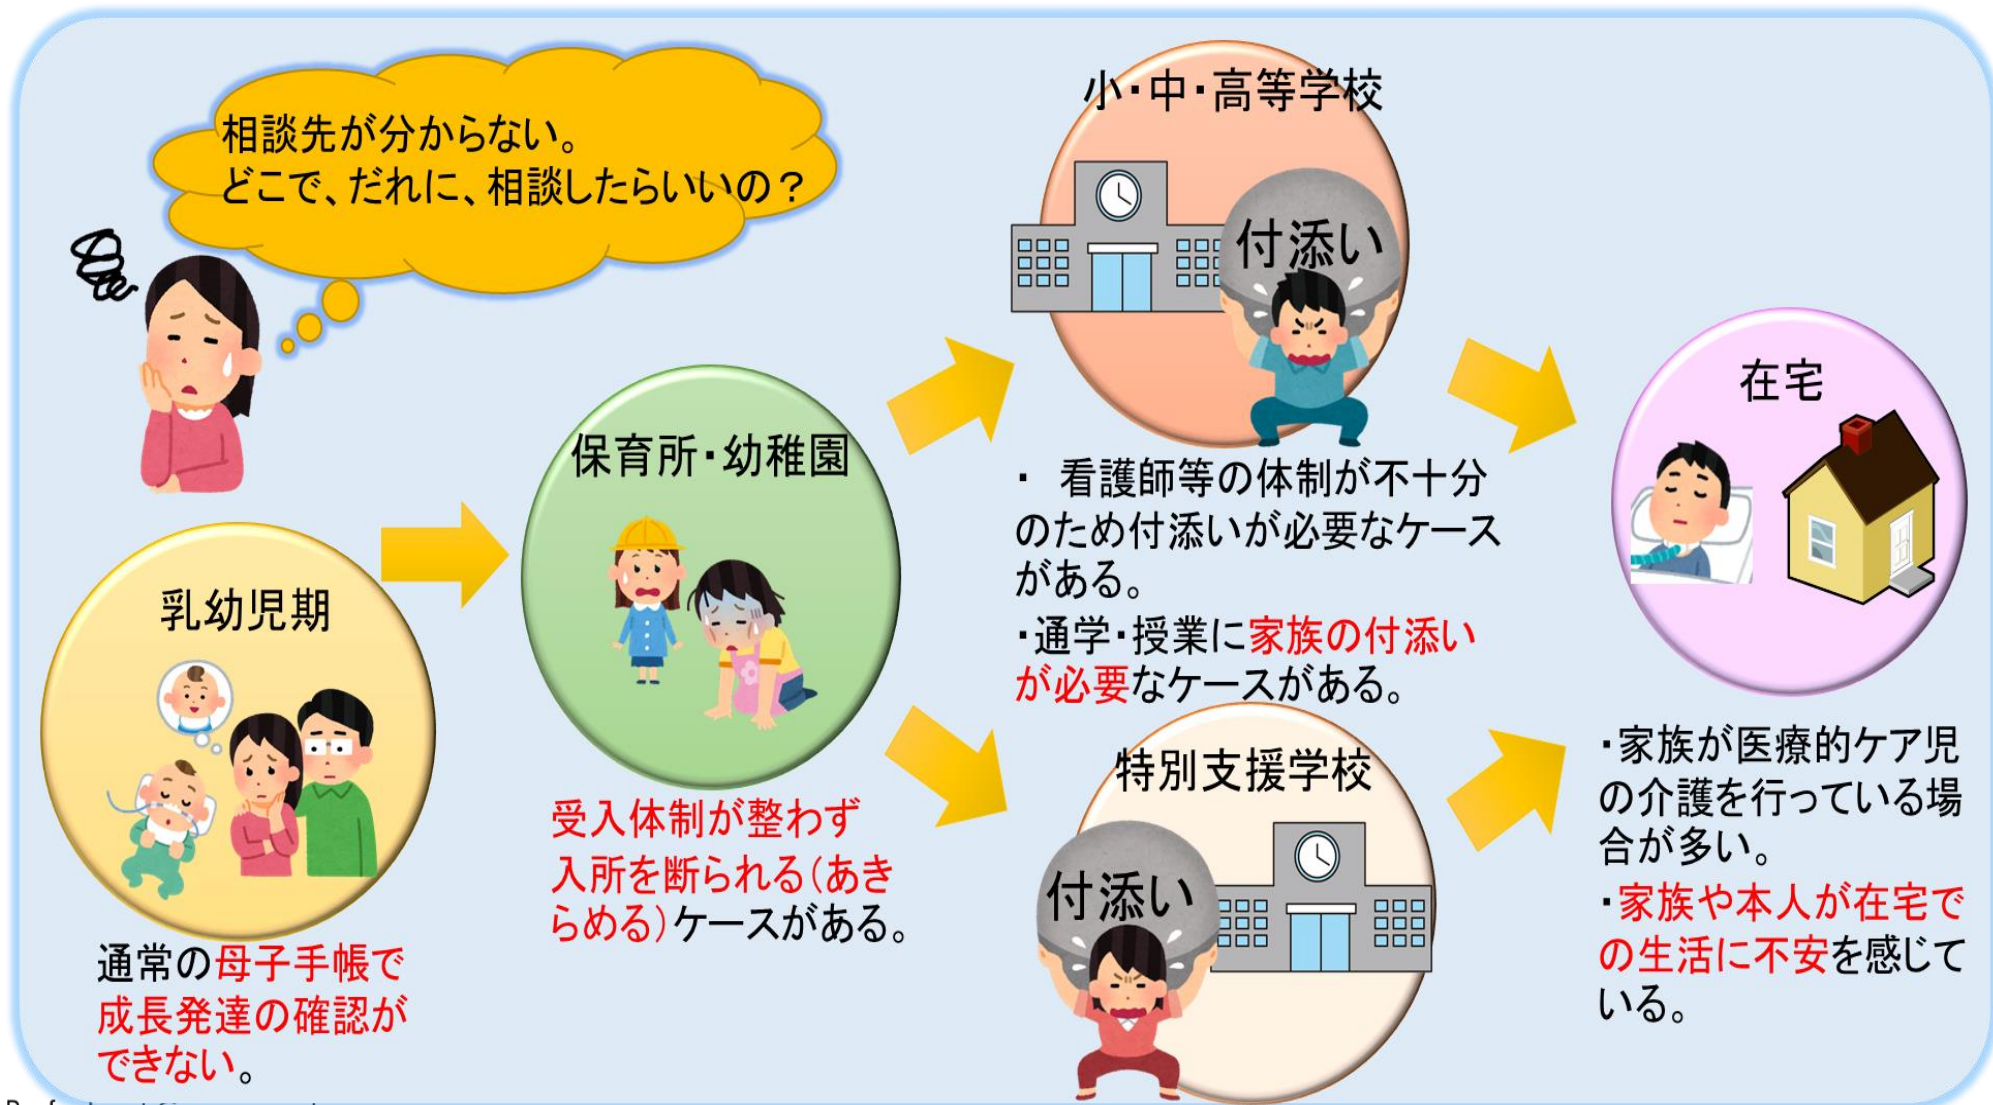 相談先が分からない。
どこで、だれに、相談したらいいの？
乳幼児期
通常の母子手帳で
成長発達の確認が
できない。
保育所・幼稚園
受入体制が整わず
入所を断られる（あき
らめる）ケースがある。
小・中・高等学校
付添い
・ 看護師等の体制が不十分
のため付添いが必要なケース
がある。
・通学・授業に家族の付添い
が必要なケースがある。
特別支援学校
付添い
在宅
・家族が医療的ケア児
の介護を行っている場
合が多い。
・家族や本人が在宅で
の生活に不安を感じて
いる。